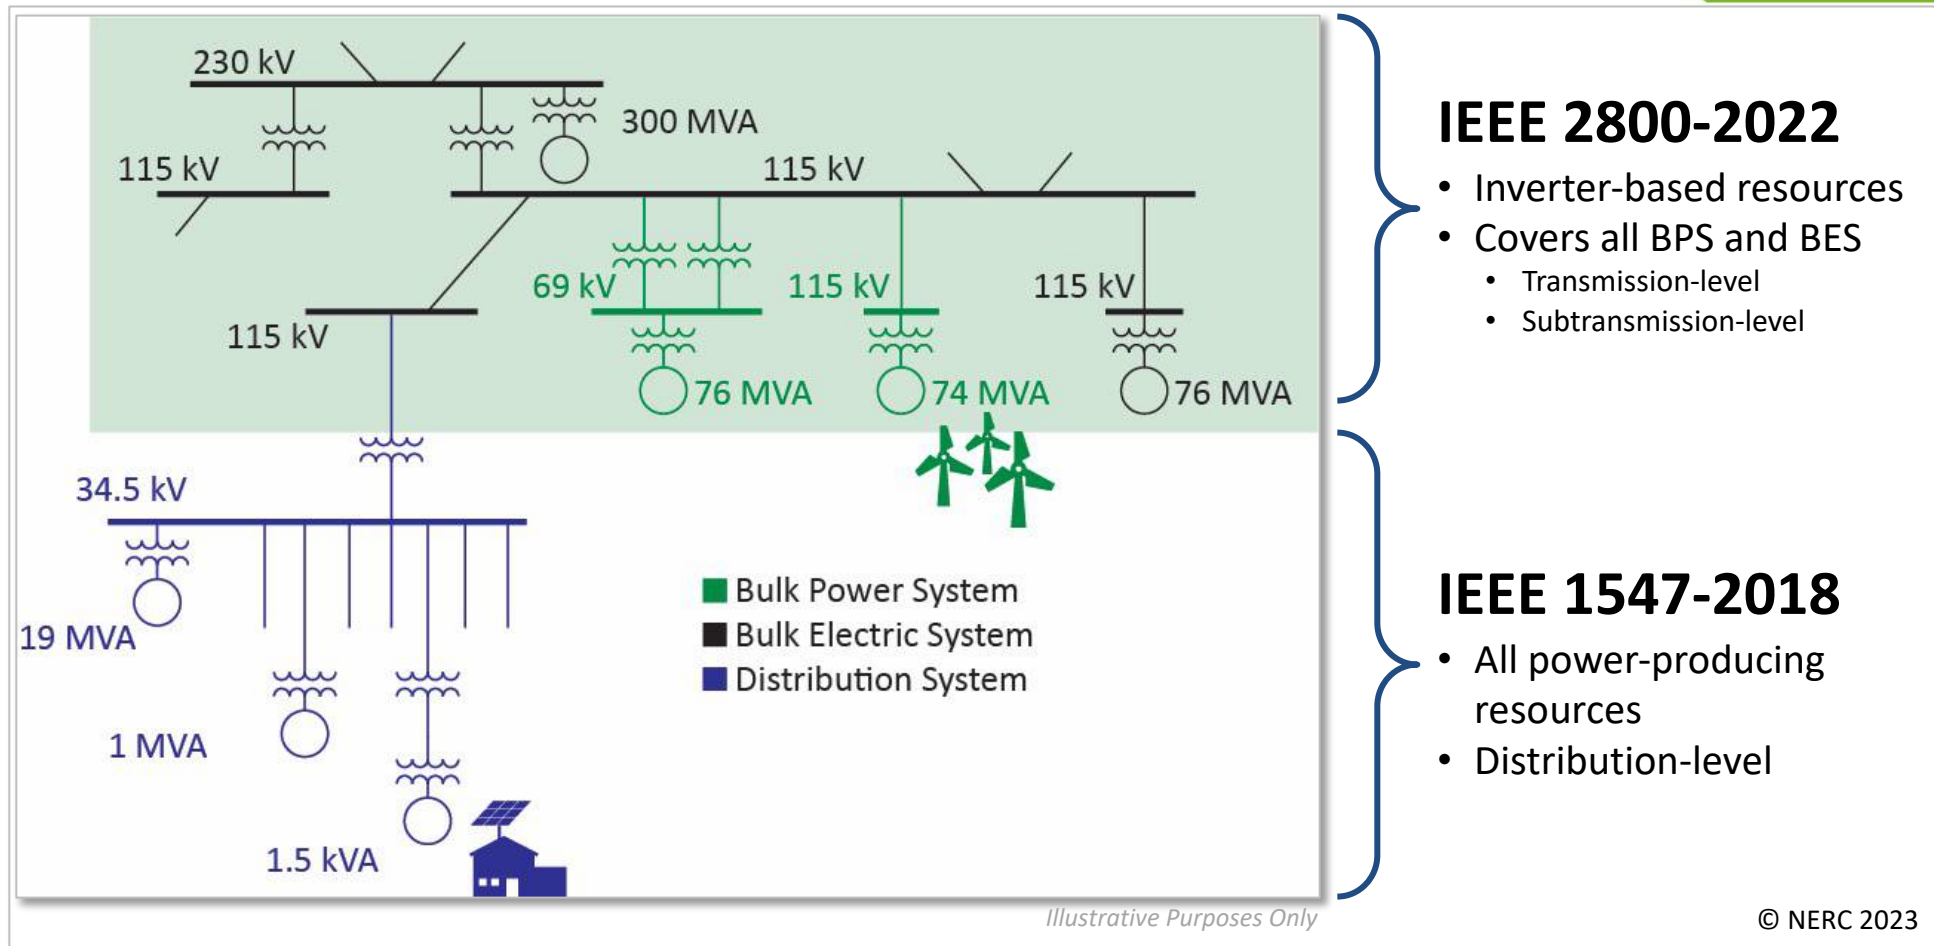 230 kV
300 MVA
115 kV
115 kV
69 kV
115 kV
115 kV
115 kV
76 MVA
74 MVA
76 MVA
34.5 kV
19 MVA
1 MVA
1.5 kVA
Bulk Power System
Bulk Electric System
Distribution System
IEEE 2800-2022
• Inverter-based resources
• Covers all BPS and BES
• Transmission-level
• Subtransmission-level
IEEE 1547-2018
• All power-producing
resources
• Distribution-level
Illustrative Purposes Only
© NERC 2023